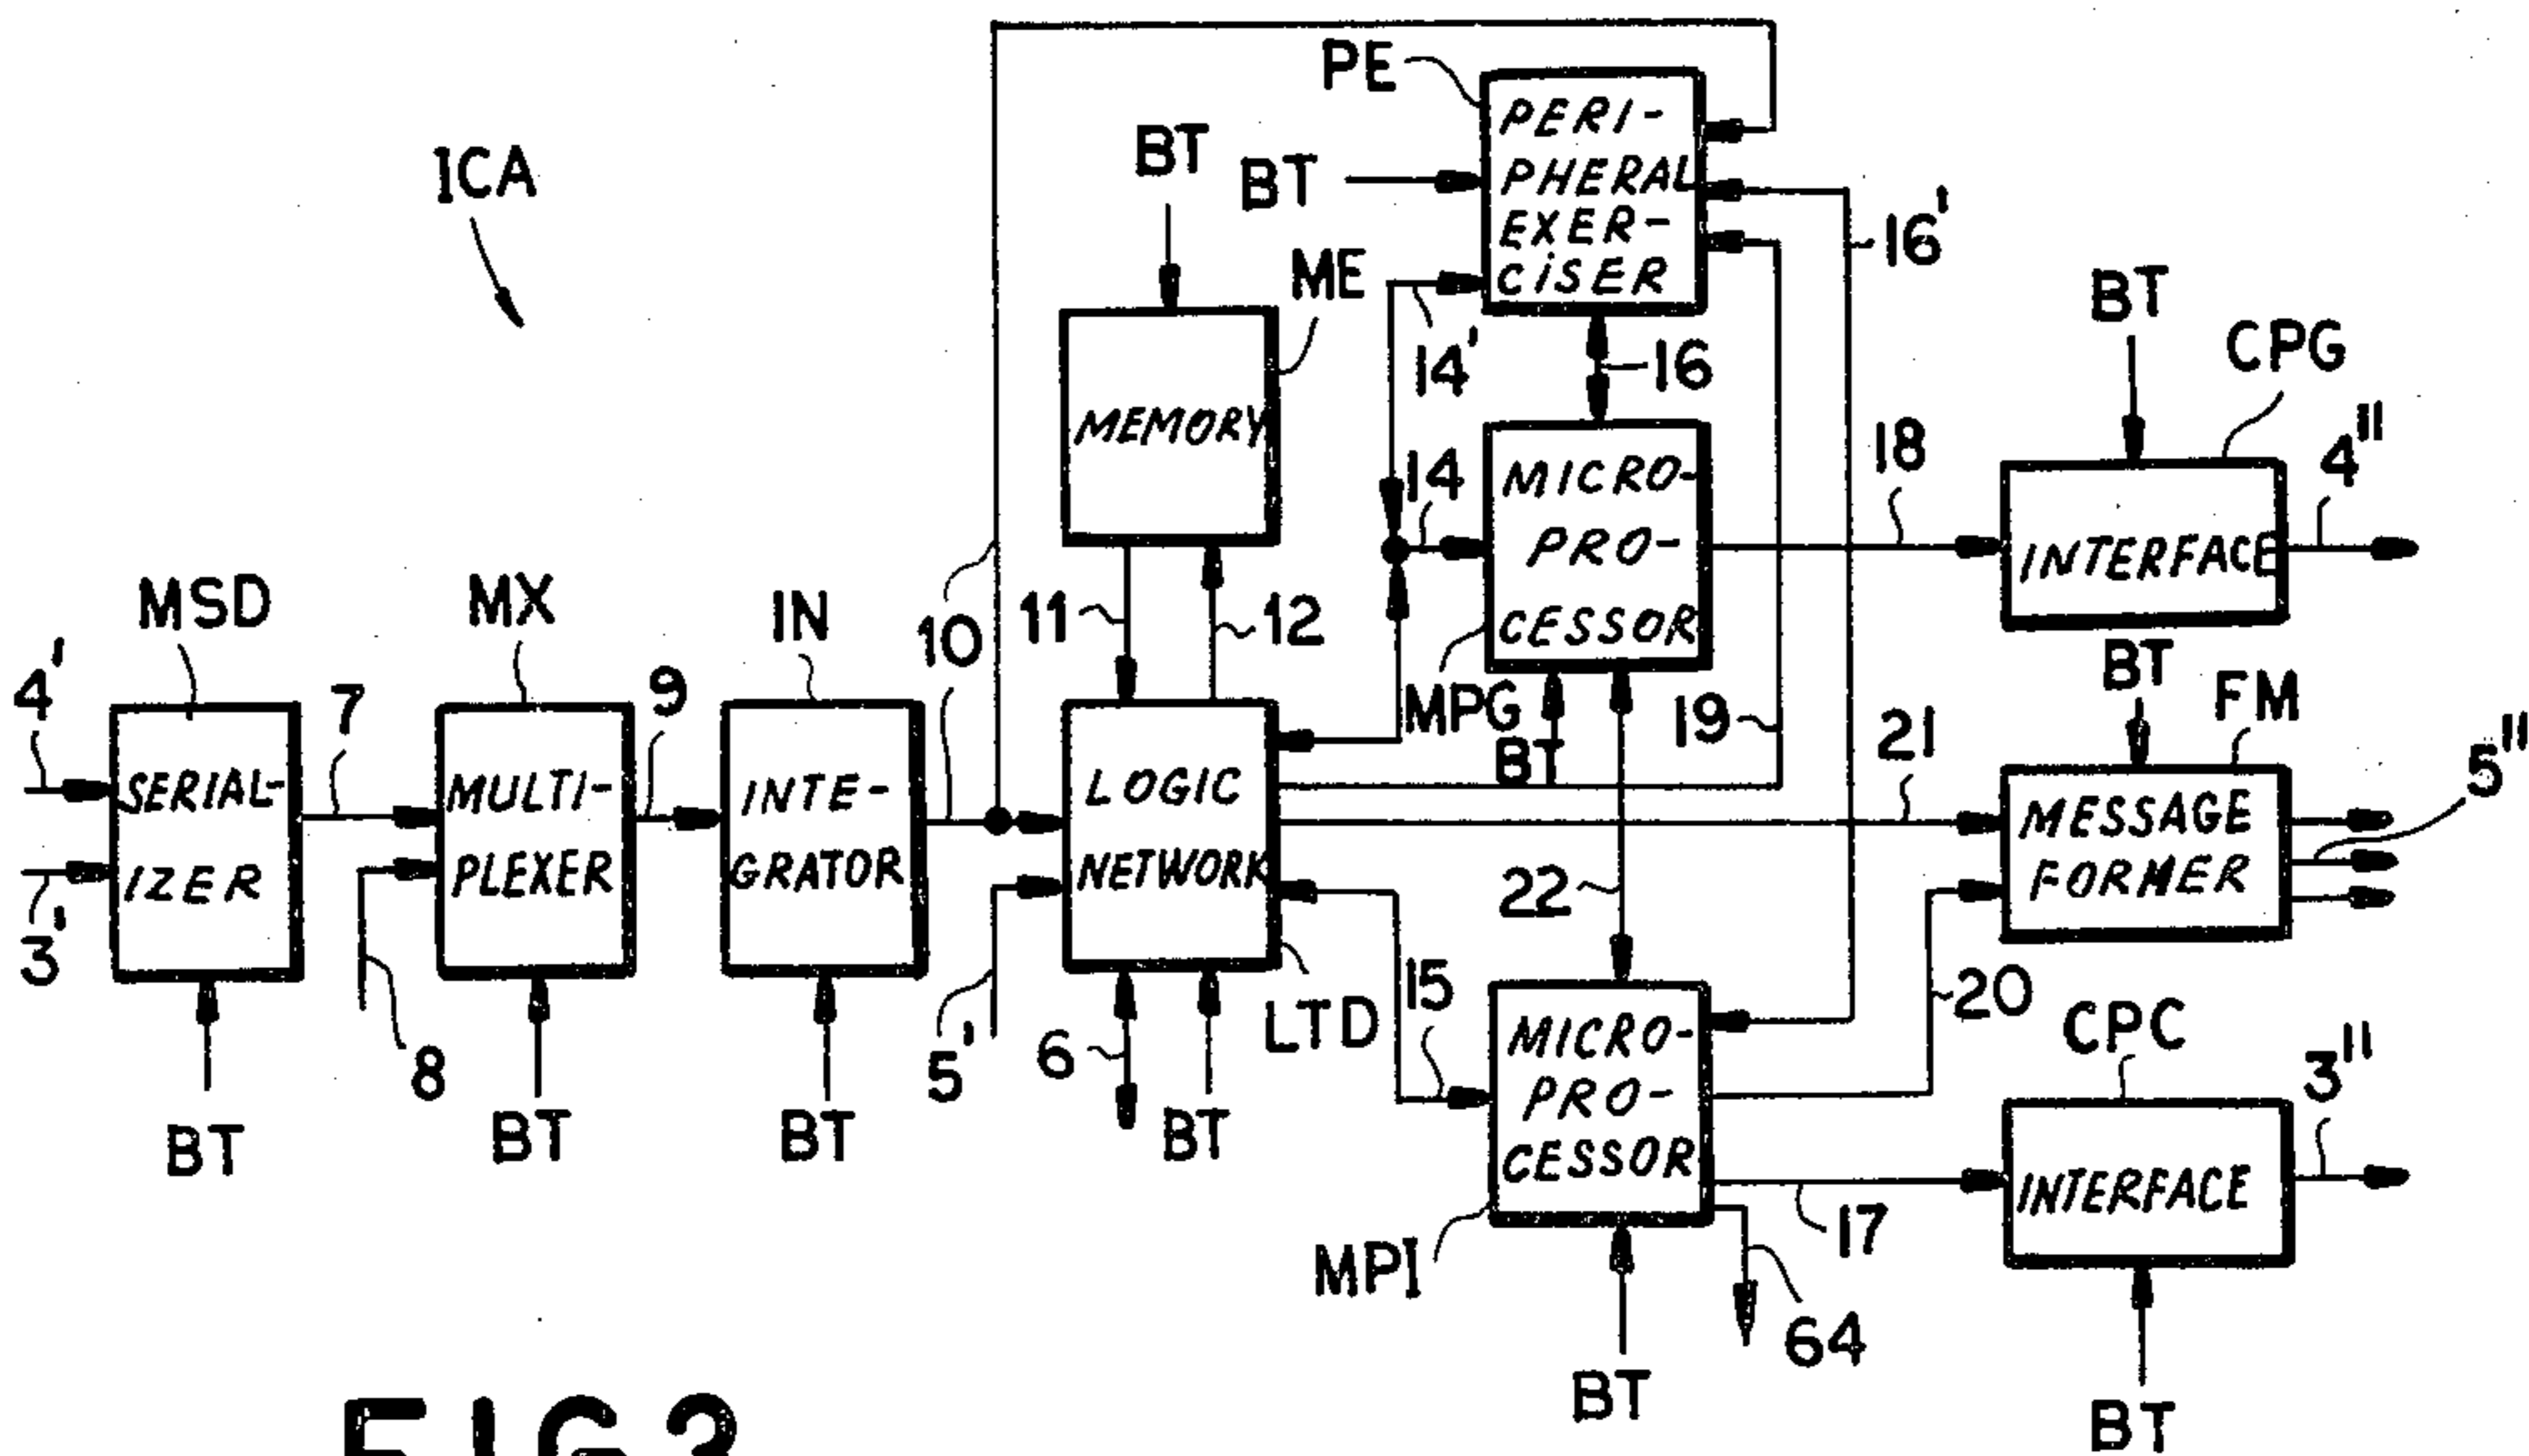 ICA
PE
PERI-
PHERAL
EXER-
CISER
BT
BT
16'
ME
14'
16
BT
CPG
MEMORY
14
MICRO-
PRO-
CESSOR
18
4"
INTERFACE
MSD
MX
IN
10
11
12
MPG
BT
19
BT
FM
4'
7
9
21
5"
SERIAL-
IZER
MULTI-
PLEXER
INTE-
GRATOR
LOGIC
NETWORK
MESSAGE
FORMER
22
3'
8
5'
6
LTD
15
20
CPC
3"
BT
BT
BT
BT
MICRO-
PRO-
CESSOR
INTERFACE
17
MPI
64
BT
BT